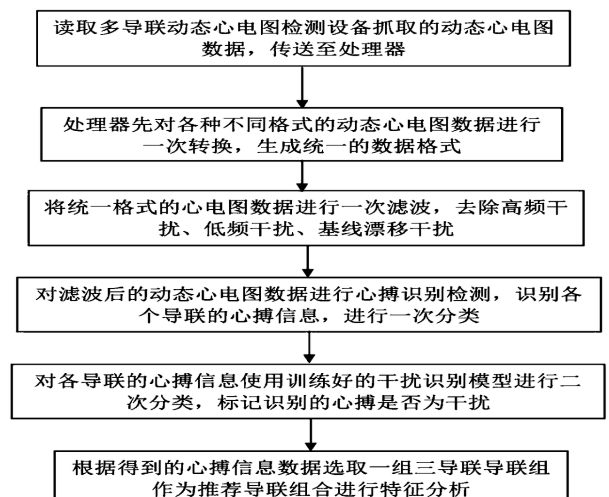 读取多导联动态心电图检测设备抓取的动态心电图
数据，传送至处理器
处理器先对各种不同格式的动态心电图数据进行
一次转换，生成统一的数据格式
将统一格式的心电图数据进行一次滤波，去除高频干
扰、低频干扰、基线漂移干扰
对滤波后的动态心电图数据进行心搏识别检测，识别各
个导联的心搏信息，进行一次分类
对各导联的心搏信息使用训练好的干扰识别模型进行二
次分类，标记识别的心搏是否为干扰
根据得到的心搏信息数据选取一组三导联导联组
作为推荐导联组合进行特征分析